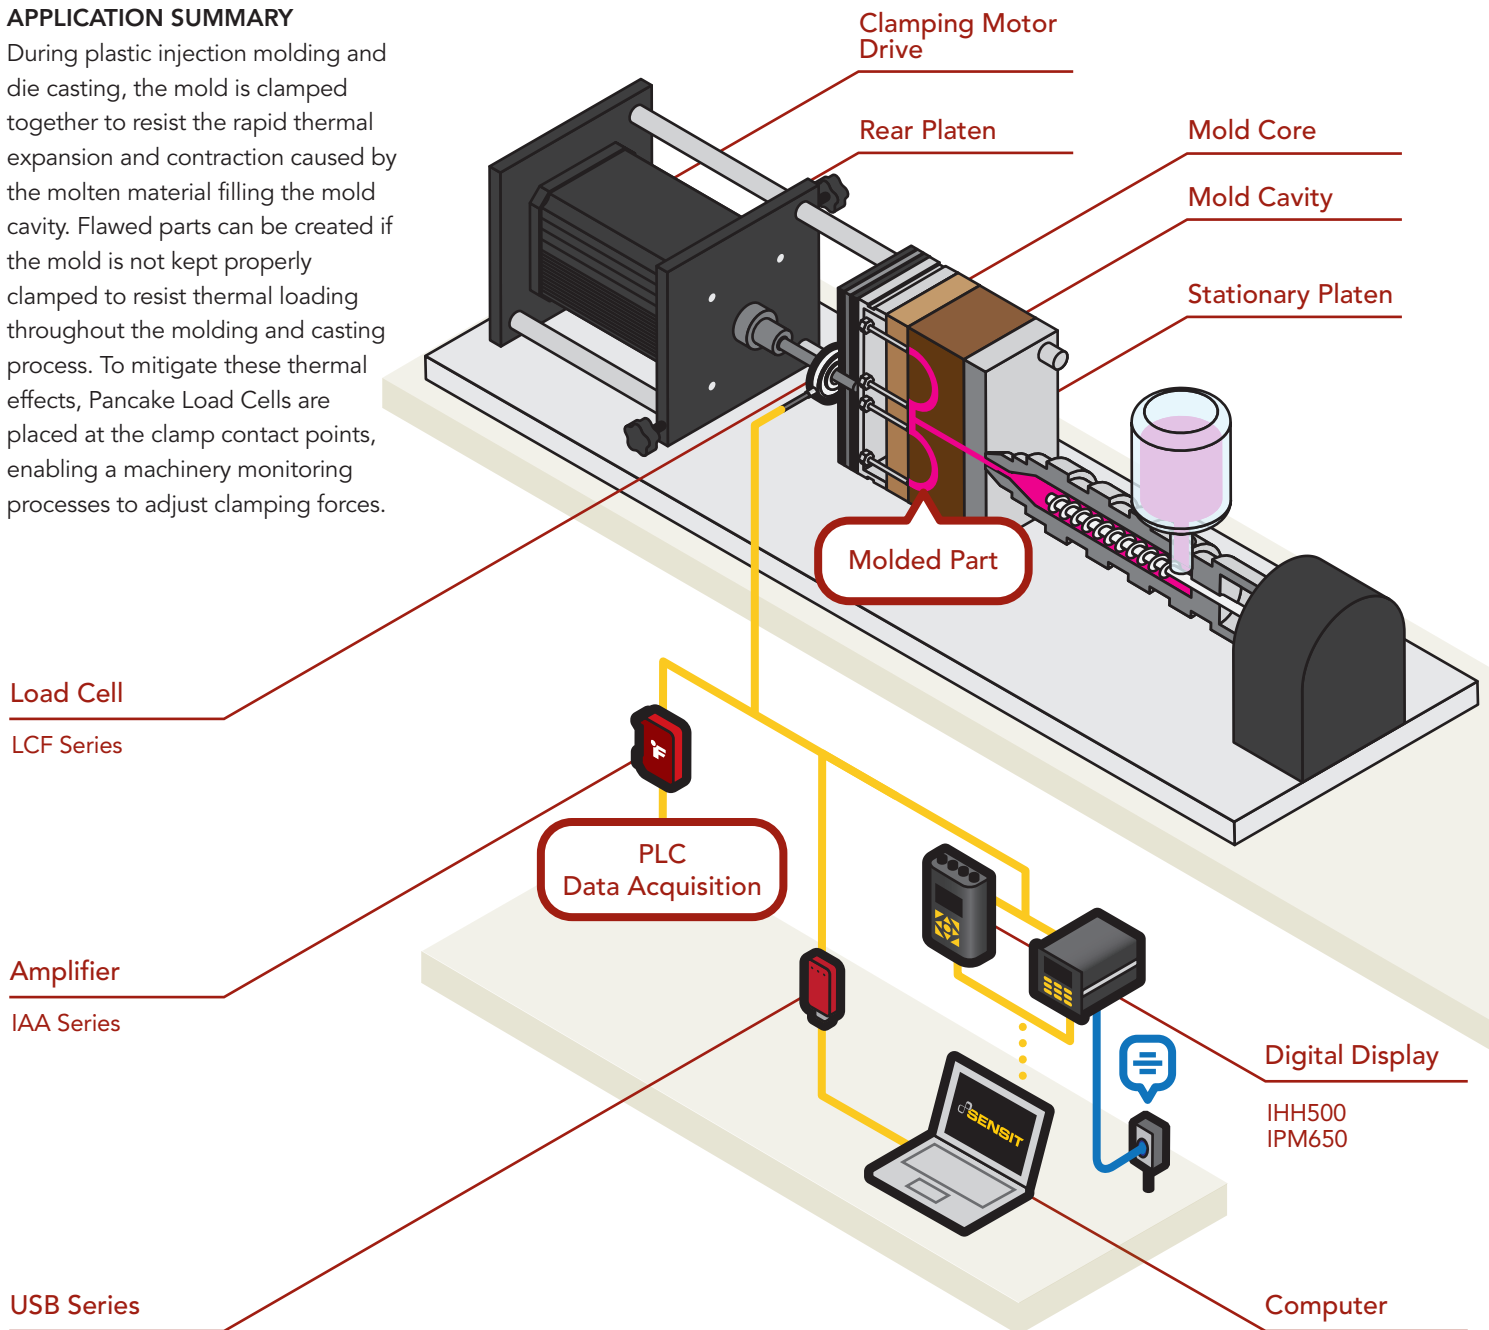 APPLICATION SUMMARY
During plastic injection molding and
die casting, the mold is clamped
together to resist the rapid thermal
expansion and contraction caused by
the molten material filling the mold
cavity. Flawed parts can be created if
the mold is not kept properly
clamped to resist thermal loading
throughout the molding and casting
process. To mitigate these thermal
effects, Pancake Load Cells are
placed at the clamp contact points,
enabling a machinery monitoring
processes to adjust clamping forces.
Clamping Motor
Drive
Rear Platen
Mold Core
Mold Cavity
Stationary Platen
Molded Part
Load Cell
LCF Series
iF
PLC
Data Acquisition
Amplifier
IAA Series
Digital Display
IHH500
IPM650
SENSIT
USB Series
Computer